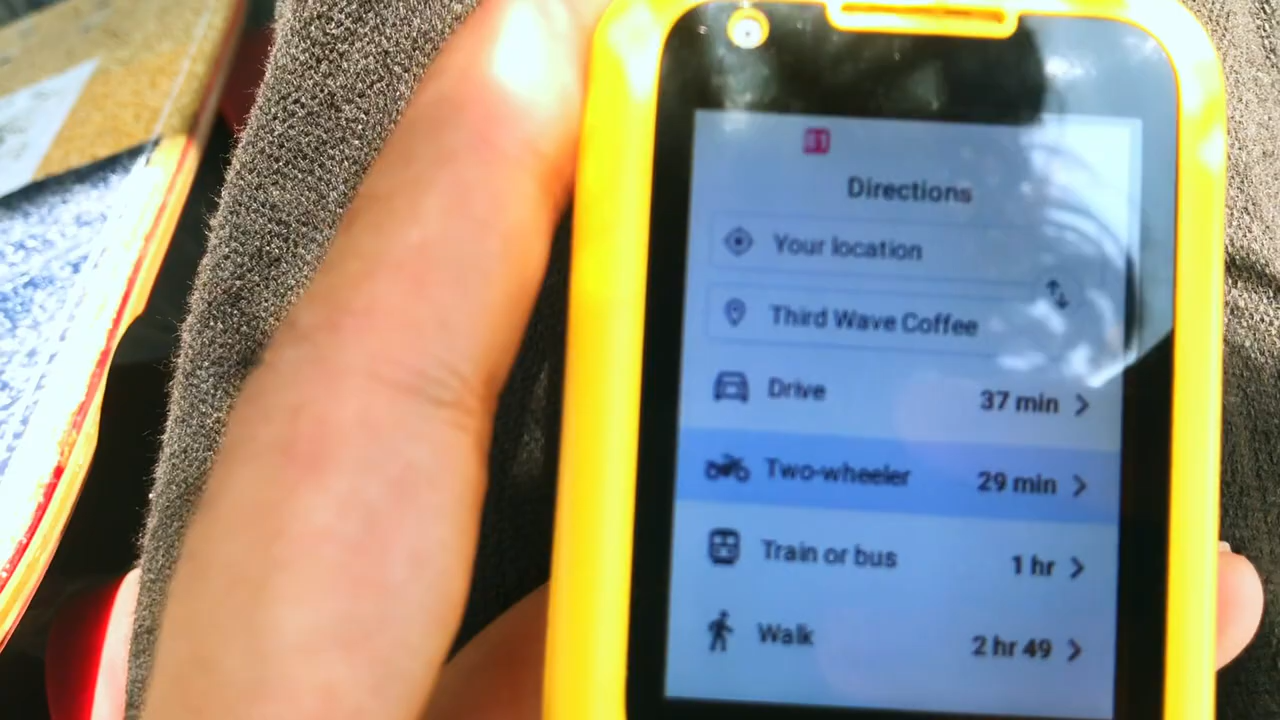 Directions
Your location
Third Wave Coffee
Drive 37 min
Two-wheeler 29 min
Train or bus 1 hr
Walk 2 hr 49